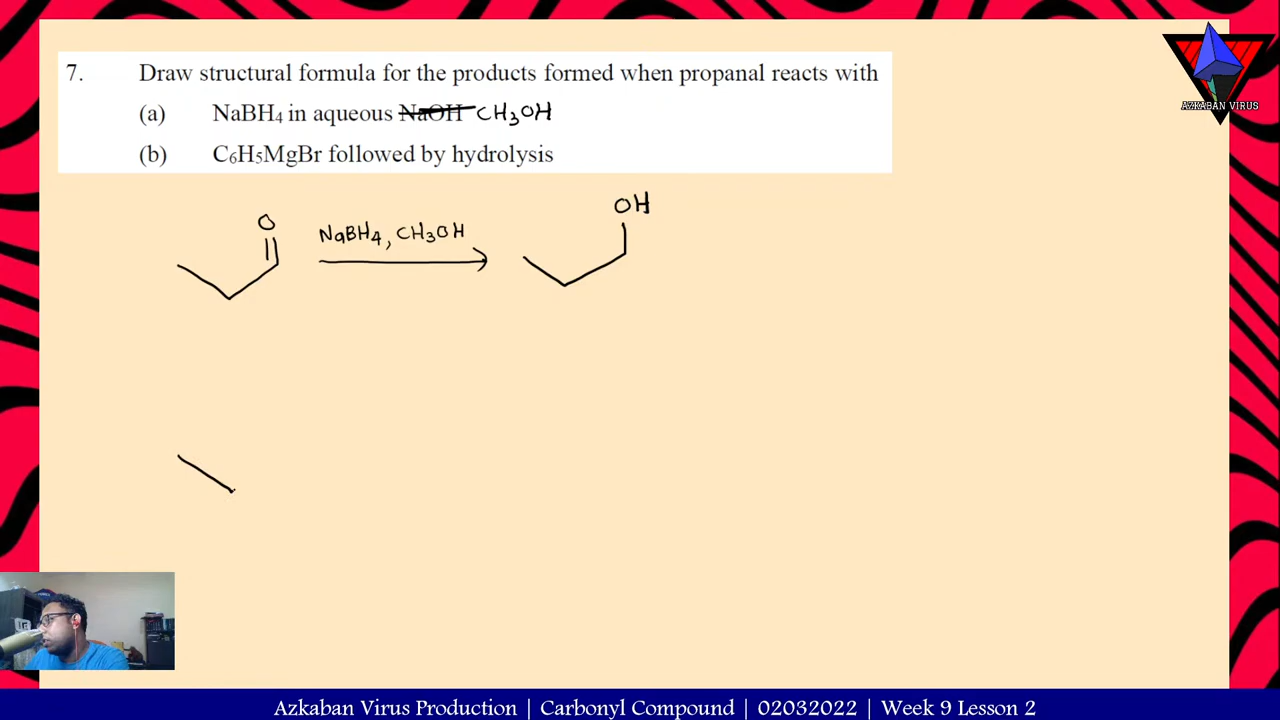 7. Draw structural formula for the products formed when propanal reacts with
(a) NaBH4 in aqueous NaOH CH3OH
(b) C6H5MgBr followed by hydrolysis
AZKABAN VIRUS
OH
O
NaBH4, CH3OH
Azkaban Virus Production | Carbonyl Compound | 02032022 | Week 9 Lesson 2